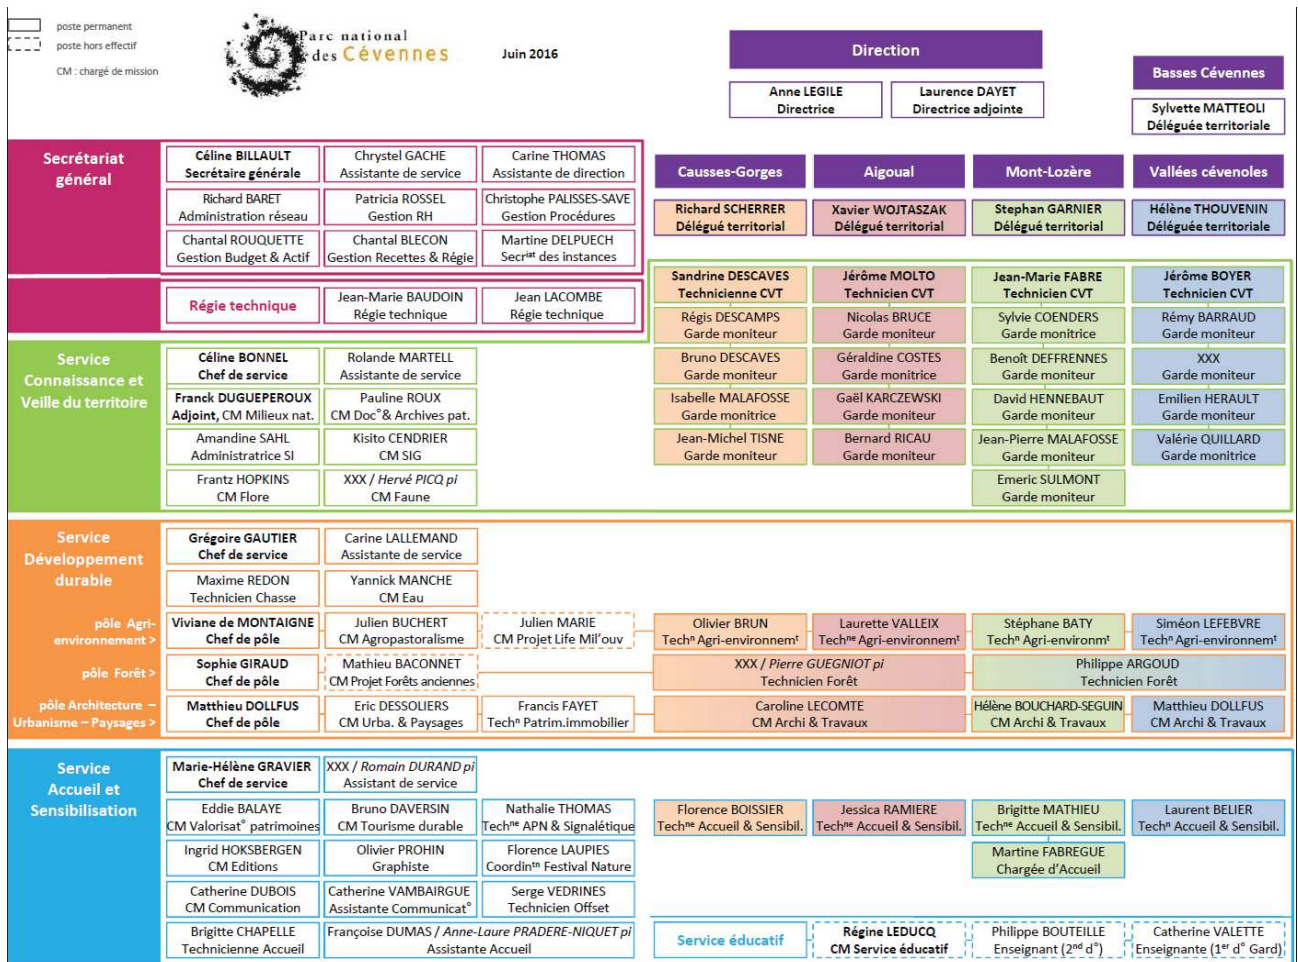 poste permanent
poste hors effectif
CM : chargé de mission
Parc national
des Cévennes
Juin 2016
Direction
Anne LEGILE
Directrice
Laurence DAYET
Directrice adjointe
Basses Cévennes
Sylvette MATTEOLI
Déléguée territoriale
Secrétariat
général
Céline BILLAULT
Secrétaire générale
Chrystel GACHE
Assistante de service
Carine THOMAS
Assistante de direction
Richard BARET
Administration réseau
Patricia ROSSEL
Gestion RH
Christophe PALISSES-SAVE
Gestion Procédures
Chantal ROUQUETTE
Gestion Budget & Actif
Chantal BLECON
Gestion Recettes & Régie
Martine DELPUECH
Secriat des instances
Régie technique
Jean-Marie BAUDOIN
Régie technique
Jean LACOMBE
Régie technique
Causses-Gorges
Aigoual
Mont-Lozère
Vallées cévenoles
Richard SCHERRER
Délégué territorial
Xavier WOJTASZAK
Délégué territorial
Stephan GARNIER
Délégué territorial
Hélène THOUVENIN
Déléguée territoriale
Sandrine DESCAVES
Technicienne CVT
Jérôme MOLTO
Technicien CVT
Jean-Marie FABRE
Technicien CVT
Jérôme BOYER
Technicien CVT
Régis DESCAMPS
Garde moniteur
Nicolas BRUCE
Garde moniteur
Sylvie COENDERS
Garde monitrice
Rémy BARRAUD
Garde moniteur
Bruno DESCAVES
Garde moniteur
Géraldine COSTES
Garde monitrice
Benoît DEFFRENNES
Garde moniteur
XXX
Garde moniteur
Isabelle MALAFOSSE
Garde monitrice
Gaël KARCZEWSKI
Garde moniteur
David HENNEBAUT
Garde moniteur
Emilien HERAULT
Garde moniteur
Jean-Michel TISNE
Garde moniteur
Bernard RICAU
Garde moniteur
Jean-Pierre MALAFOSSE
Garde moniteur
Valérie QUILLARD
Garde monitrice
Emeric SULMONT
Garde moniteur
Service
Connaissance et
Veille du territoire
Céline BONNEL
Chef de service
Rolande MARTELL
Assistante de service
Franck DUGUEPEROUX
Adjoint, CM Milieux nat.
Pauline ROUX
CM Doc° & Archives pat.
Amandine SAHL
Administratrice SI
Kisito CENDRIER
CM SIG
Frantz HOPKINS
CM Flore
XXX / Hervé PICQ pi
CM Faune
Service
Développement
durable
Grégoire GAUTIER
Chef de service
Carine LALLEMAND
Assistante de service
Maxime REDON
Technicien Chasse
Yannick MANCHE
CM Eau
pôle Agri-
environnement >
Viviane de MONTAIGNE
Chef de pôle
Julien BUCHERT
CM Agropastoralisme
Julien MARIE
CM Projet Life Mil'ouv
Olivier BRUN
Techn Agri-environnemt
Laurette VALLEIX
Techne Agri-environnemt
Stéphane BATY
Techn Agri-environmt
Siméon LEFEBVRE
Techn Agri-environnemt
pôle Forêt >
Sophie GIRAUD
Chef de pôle
Mathieu BACONNET
CM Projet Forêts anciennes
XXX / Pierre GUEGNIOT pi
Technicien Forêt
Philippe ARGOUD
Technicien Forêt
pôle Architecture –
Urbanisme – Paysages >
Matthieu DOLLFUS
Chef de pôle
Eric DESSOLIERS
CM Urba. & Paysages
Francis FAYET
Techn Patrim.immobilier
Caroline LECOMTE
CM Archi & Travaux
Hélène BOUCHARD-SEGUIN
CM Archi & Travaux
Matthieu DOLLFUS
CM Archi & Travaux
Service
Accueil et
Sensibilisation
Marie-Hélène GRAVIER
Chef de service
XXX / Romain DURAND pi
Assistant de service
Eddie BALAYE
CM Valorisat° patrimoines
Bruno DAVERSIN
CM Tourisme durable
Nathalie THOMAS
Techne APN & Signalétique
Florence BOISSIER
Techne Accueil & Sensibil.
Jessica RAMIERE
Techne Accueil & Sensibil.
Brigitte MATHIEU
Techne Accueil & Sensibil.
Laurent BELIER
Techn Accueil & Sensibil.
Ingrid HOKSBERGEN
CM Editions
Olivier PROHIN
Graphiste
Florence LAUPIES
Coordintn Festival Nature
Martine FABREGUE
Chargée d'Accueil
Catherine DUBOIS
CM Communication
Catherine VAMBAIRGUE
Assistante Communicat°
Serge VEDRINES
Technicien Offset
Brigitte CHAPELLE
Technicienne Accueil
Françoise DUMAS / Anne-Laure PRADERE-NIQUET pi
Assistante Accueil
Service éducatif
Régine LEDUCQ
CM Service éducatif
Philippe BOUTEILLE
Enseignant (2nd d°)
Catherine VALETTE
Enseignante (1er d° Gard)